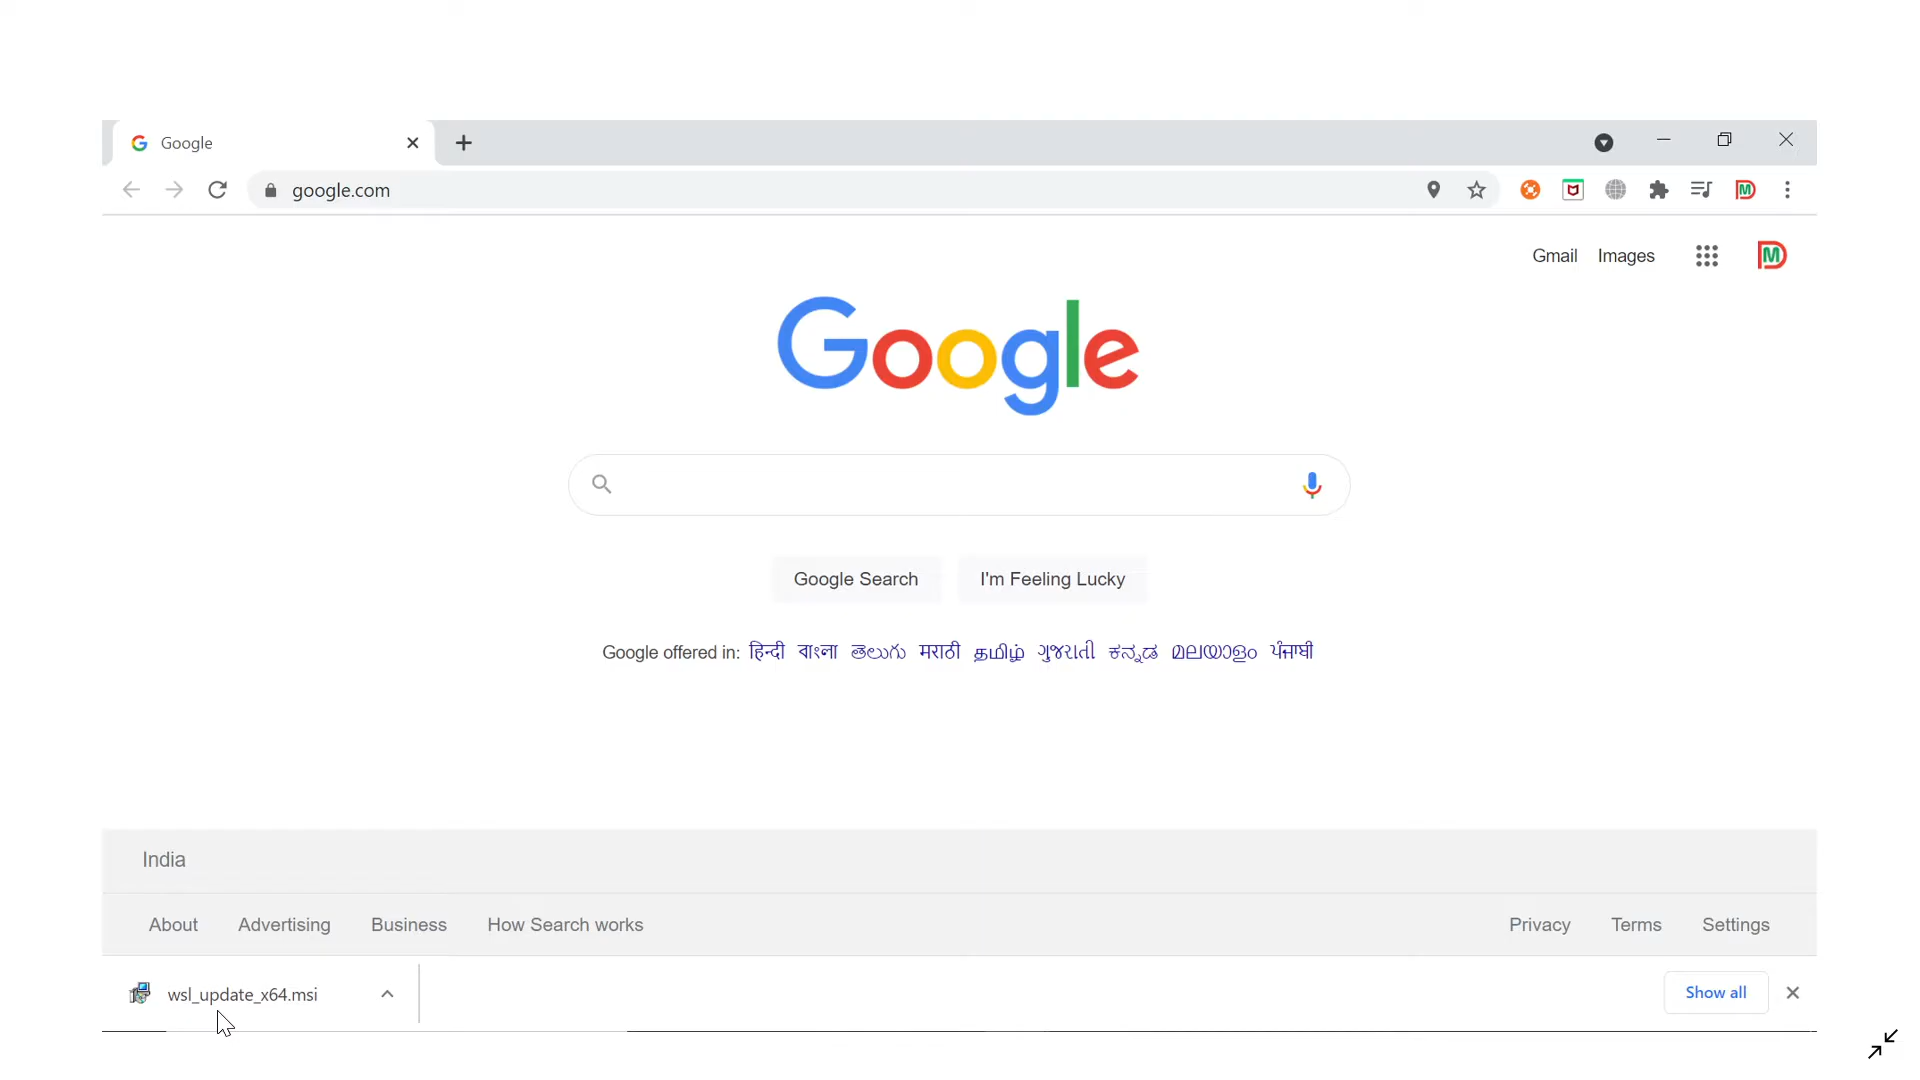 Google
google.com
Gmail Images
Google
Google Search I'm Feeling Lucky
Google offered in: हिन्दी বাংলা తెలుగు मराठी தமிழ் ગુજરાતી ಕನ್ನಡ മലയാളം ਪੰਜਾਬੀ
India
About Advertising Business How Search works Privacy Terms Settings
wsl_update_x64.msi Show all